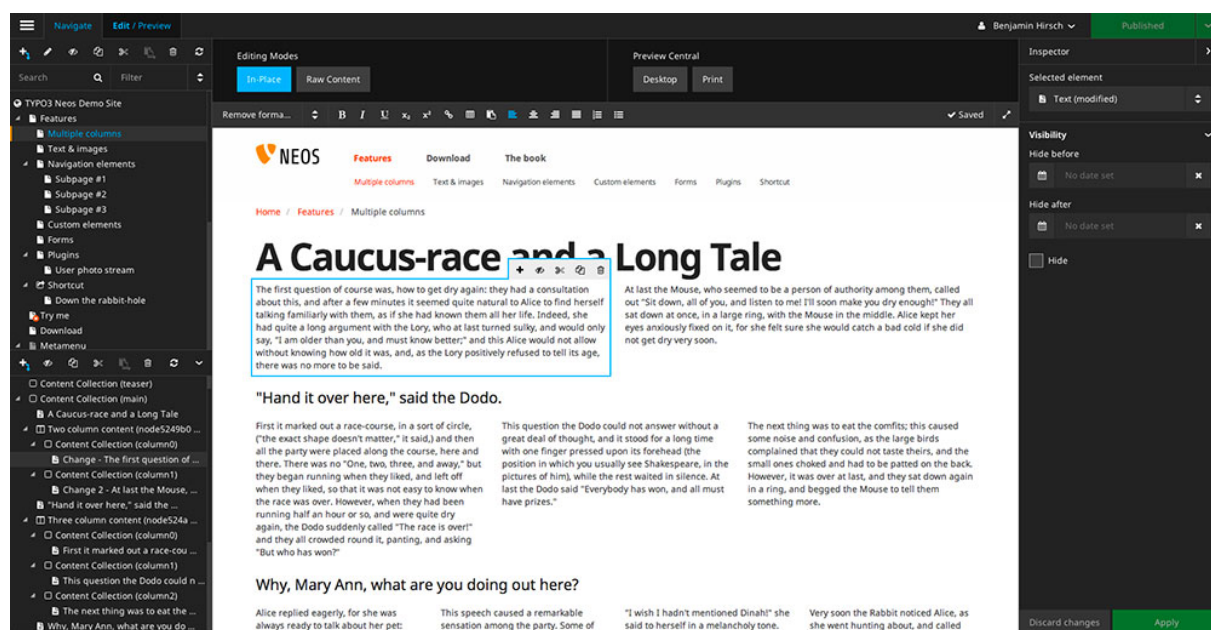 Navigate
Edit / Preview
Benjamin Hirsch
Published
Search
Filter
TYPO3 Neos Demo Site
Features
Multiple columns
Text & images
Navigation elements
Subpage #1
Subpage #2
Subpage #3
Custom elements
Forms
Plugins
User photo stream
Shortcut
Down the rabbit-hole
Try me
Download
Metamenu
Content Collection (teaser)
Content Collection (main)
A Caucus-race and a Long Tale
Two column content (node5249b0 ...
Content Collection (column0)
Change - The first question of ...
Content Collection (column1)
Change 2 - At last the Mouse, ...
"Hand it over here," said the ...
Three column content (node524a ...
Content Collection (column0)
First it marked out a race-cou ...
Content Collection (column1)
This question the Dodo could n ...
Content Collection (column2)
The next thing was to eat the ...
Why, Mary Ann, what are you do ...
Editing Modes
In-Place
Raw Content
Preview Central
Desktop
Print
Remove forma...
B I U x₂ x²
Saved
NEOS
Features
Download
The book
Multiple columns
Text & images
Navigation elements
Custom elements
Forms
Plugins
Shortcut
Home / Features / Multiple columns
A Caucus-race and a Long Tale
The first question of course was, how to get dry again: they had a consultation
about this, and after a few minutes it seemed quite natural to Alice to find herself
talking familiarly with them, as if she had known them all her life. Indeed, she
had quite a long argument with the Lory, who at last turned sulky, and would only
say, "I am older than you, and must know better;" and this Alice would not allow
without knowing how old it was, and, as the Lory positively refused to tell its age,
there was no more to be said.
At last the Mouse, who seemed to be a person of authority among them, called
out "Sit down, all of you, and listen to me! I'll soon make you dry enough!" They all
sat down at once, in a large ring, with the Mouse in the middle. Alice kept her
eyes anxiously fixed on it, for she felt sure she would catch a bad cold if she did
not get dry very soon.
"Hand it over here," said the Dodo.
First it marked out a race-course, in a sort of circle,
("the exact shape doesn't matter," it said,) and then
all the party were placed along the course, here and
there. There was no "One, two, three, and away," but
they began running when they liked, and left off
when they liked, so that it was not easy to know when
the race was over. However, when they had been
running half an hour or so, and were quite dry
again, the Dodo suddenly called "The race is over!"
and they all crowded round it, panting, and asking
"But who has won?"
This question the Dodo could not answer without a
great deal of thought, and it stood for a long time
with one finger pressed upon its forehead (the
position in which you usually see Shakespeare, in the
pictures of him), while the rest waited in silence. At
last the Dodo said "Everybody has won, and all must
have prizes."
The next thing was to eat the comfits; this caused
some noise and confusion, as the large birds
complained that they could not taste theirs, and the
small ones choked and had to be patted on the back.
However, it was over at last, and they sat down again
in a ring, and begged the Mouse to tell them
something more.
Why, Mary Ann, what are you doing out here?
Alice replied eagerly, for she was
always ready to talk about her pet:
This speech caused a remarkable
sensation among the party. Some of
"I wish I hadn't mentioned Dinah!" she
said to herself in a melancholy tone.
Very soon the Rabbit noticed Alice, as
she went hunting about, and called
Inspector
Selected element
Text (modified)
Visibility
Hide before
No date set
Hide after
No date set
Hide
Discard changes
Apply